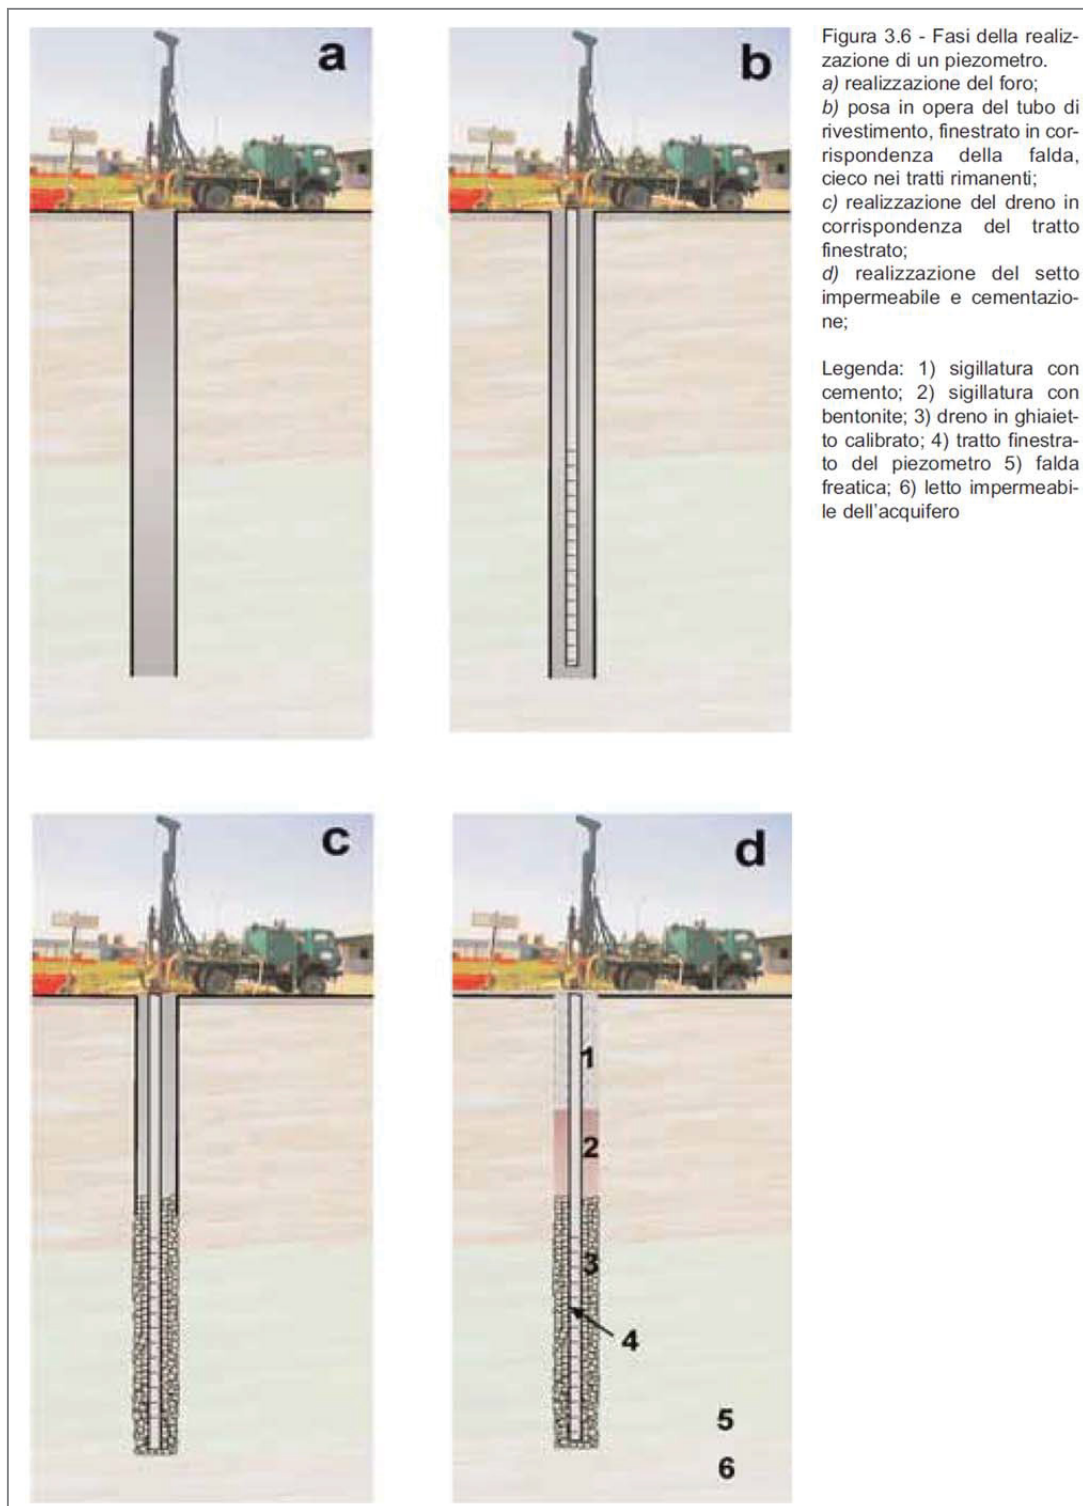 a
b
Figura 3.6 - Fasi della realiz-
zazione di un piezometro.
a) realizzazione del foro;
b) posa in opera del tubo di
rivestimento, finestrato in cor-
rispondenza della falda,
cieco nei tratti rimanenti;
c) realizzazione del dreno in
corrispondenza del tratto
finestrato;
d) realizzazione del setto
impermeabile e cementazio-
ne;
Legenda: 1) sigillatura con
cemento; 2) sigillatura con
bentonite; 3) dreno in ghiaiet-
to calibrato; 4) tratto finestra-
to del piezometro 5) falda
freatica; 6) letto impermeabi-
le dell'acquifero
c
d
1
2
3
4
5
6